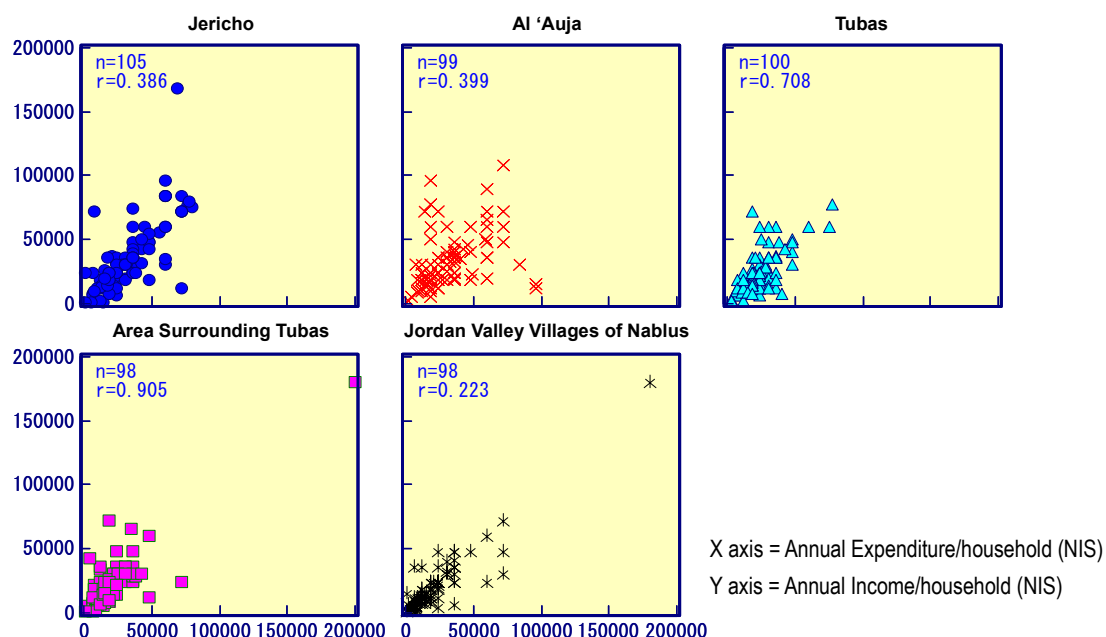 Jericho
Al ‘Auja
Tubas
200000
150000
100000
50000
0
n=105
r=0.386
n=99
r=0.399
n=100
r=0.708
Area Surrounding Tubas
Jordan Valley Villages of Nablus
200000
150000
100000
50000
0
n=98
r=0.905
n=98
r=0.223
X axis = Annual Expenditure/household (NIS)
Y axis = Annual Income/household (NIS)
0 50000 100000 150000 200000
0 50000 100000 150000 200000